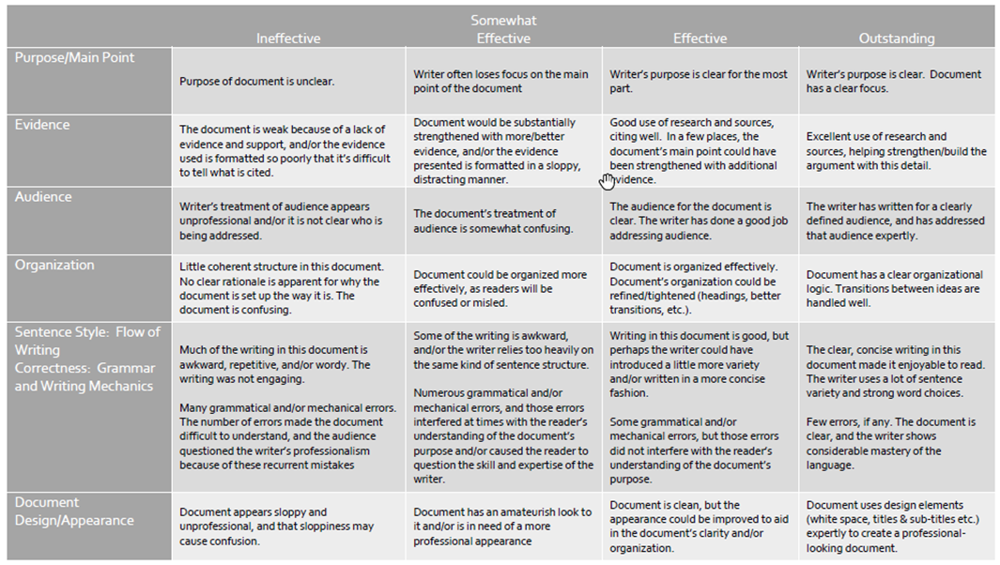 Somewhat
Ineffective Effective Effective Outstanding
Purpose/Main Point
Purpose of document is unclear.
Writer often loses focus on the main
point of the document
Writer's purpose is clear for the most
part.
Writer's purpose is clear. Document
has a clear focus.
Evidence
The document is weak because of a lack of
evidence and support, and/or the evidence
used is formatted so poorly that it's difficult
to tell what is cited.
Document would be substantially
strengthened with more/better
evidence, and/or the evidence
presented is formatted in a sloppy,
distracting manner.
Good use of research and sources,
citing well. In a few places, the
document's main point could have
been strengthened with additional
evidence.
Excellent use of research and
sources, helping strengthen/build the
argument with this detail.
Audience
Writer's treatment of audience appears
unprofessional and/or it is not clear who is
being addressed.
The document's treatment of
audience is somewhat confusing.
The audience for the document is
clear. The writer has done a good job
addressing audience.
The writer has written for a clearly
defined audience, and has addressed
that audience expertly.
Organization
Little coherent structure in this document.
No clear rationale is apparent for why the
document is set up the way it is. The
document is confusing.
Document could be organized more
effectively, as readers will be
confused or misled.
Document is organized effectively.
Document's organization could be
refined/tightened (headings, better
transitions, etc.).
Document has a clear organizational
logic. Transitions between ideas are
handled well.
Sentence Style: Flow of
Writing
Correctness: Grammar
and Writing Mechanics
Much of the writing in this document is
awkward, repetitive, and/or wordy. The
writing was not engaging.
Many grammatical and/or mechanical errors.
The number of errors made the document
difficult to understand, and the audience
questioned the writer's professionalism
because of these recurrent mistakes
Some of the writing is awkward,
and/or the writer relies too heavily on
the same kind of sentence structure.
Numerous grammatical and/or
mechanical errors, and those errors
interfered at times with the reader's
understanding of the document's
purpose and/or caused the reader to
question the skill and expertise of the
writer.
Writing in this document is good, but
perhaps the writer could have
introduced a little more variety
and/or written in a more concise
fashion.
Some grammatical and/or
mechanical errors, but those errors
did not interfere with the reader's
understanding of the document's
purpose.
The clear, concise writing in this
document made it enjoyable to read.
The writer uses a lot of sentence
variety and strong word choices.
Few errors, if any. The document is
clear, and the writer shows
considerable mastery of the
language.
Document
Design/Appearance
Document appears sloppy and
unprofessional, and that sloppiness may
cause confusion.
Document has an amateurish look to
it and/or is in need of a more
professional appearance
Document is clean, but the
appearance could be improved to aid
in the document's clarity and/or
organization.
Document uses design elements
(white space, titles & sub-titles etc.)
expertly to create a professional-
looking document.